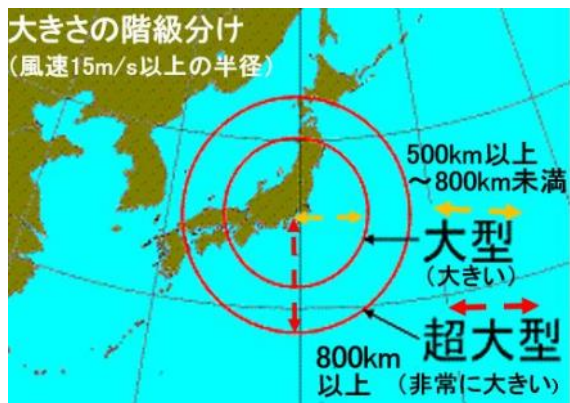 大きさの階級分け
(風速15m/s以上の半径)
500km以上
～800km未満
大型
(大きい)
超大型
(非常に大きい)
800km
以上